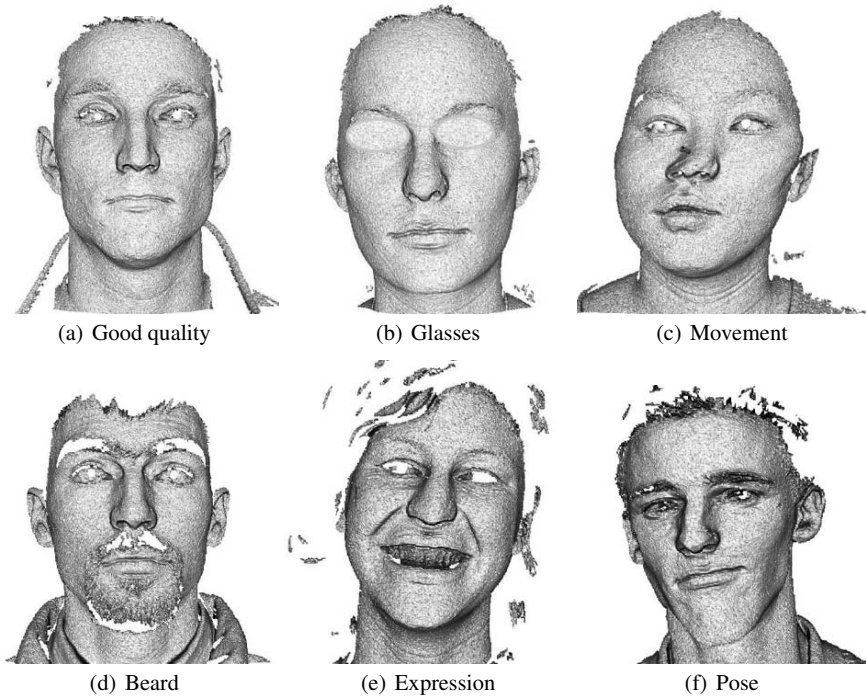 (a) Good quality
(b) Glasses
(c) Movement
(d) Beard
(e) Expression
(f) Pose